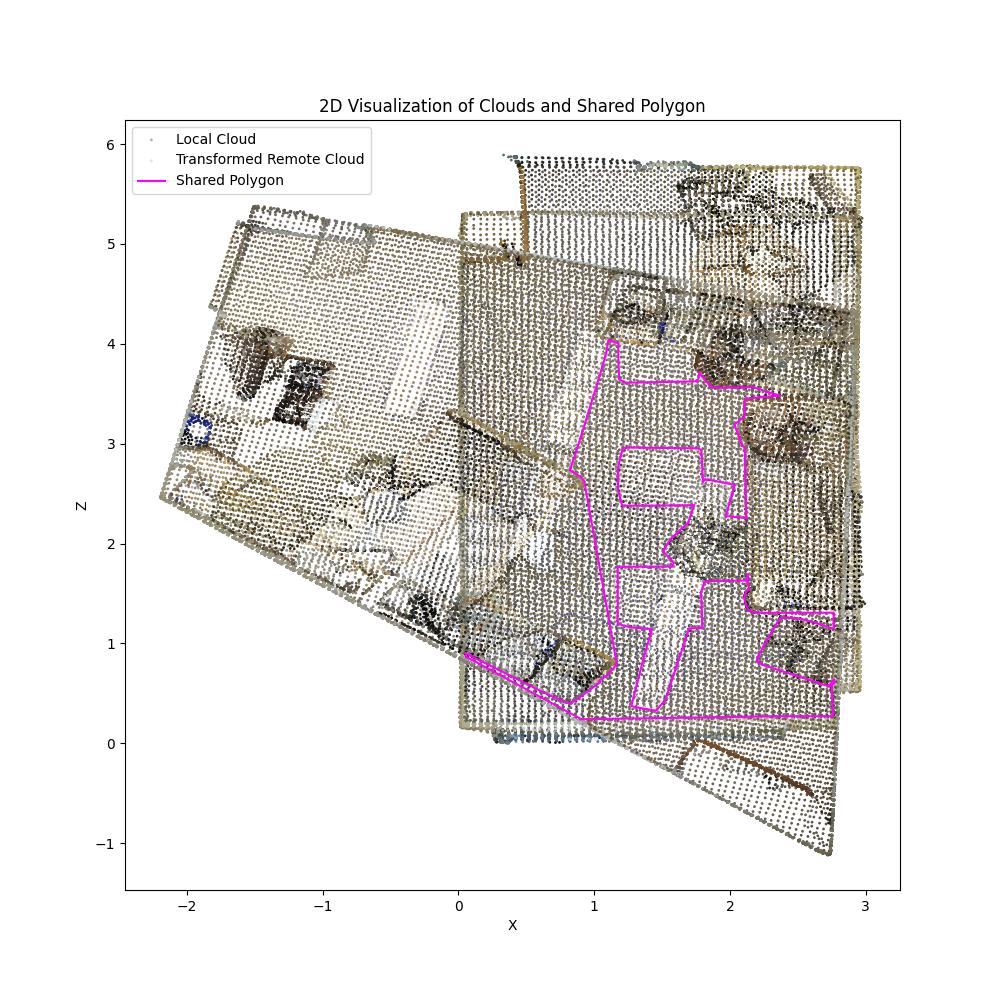 2D Visualization of Clouds and Shared Polygon
Local Cloud
Transformed Remote Cloud
Shared Polygon
6
5
4
3
2
1
0
−1
Z
−2
−1
0
1
2
3
X